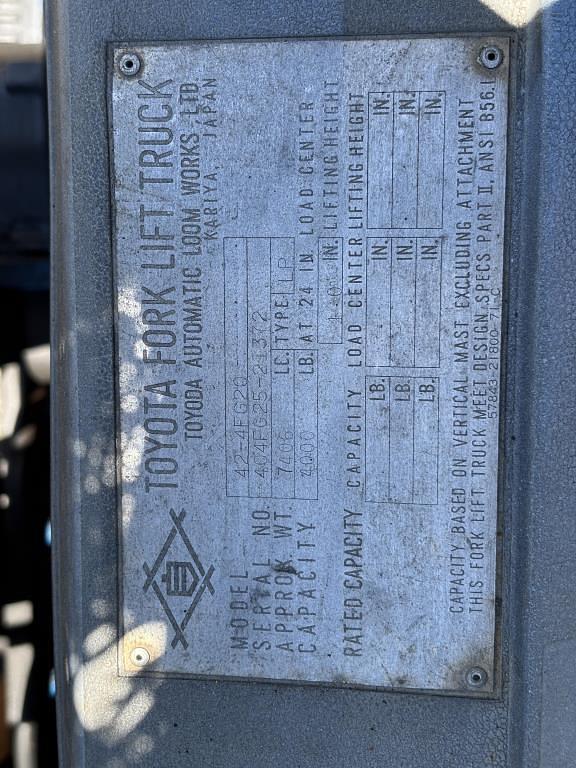 TOYOTA FORK LIFT TRUCK
TOYODA AUTOMATIC LOOM WORKS LTD
KARIYA, JAPAN
MODEL 42-4FG20
SERIAL NO. 404FG25-21372
APPROX. WT. LC. TYPE LP
CAPACITY 4000 LB. AT 24 IN. LOAD CENTER
IN. LIFTING HEIGHT
RATED CAPACITY CAPACITY LOAD CENTER LIFTING HEIGHT
LB. IN. IN.
LB. IN. IN.
LB. IN. IN.
CAPACITY BASED ON VERTICAL MAST EXCLUDING ATTACHMENT
THIS FORK LIFT TRUCK MEET DESIGN SPECS PART II, ANSI B56.1
57843-21800-71